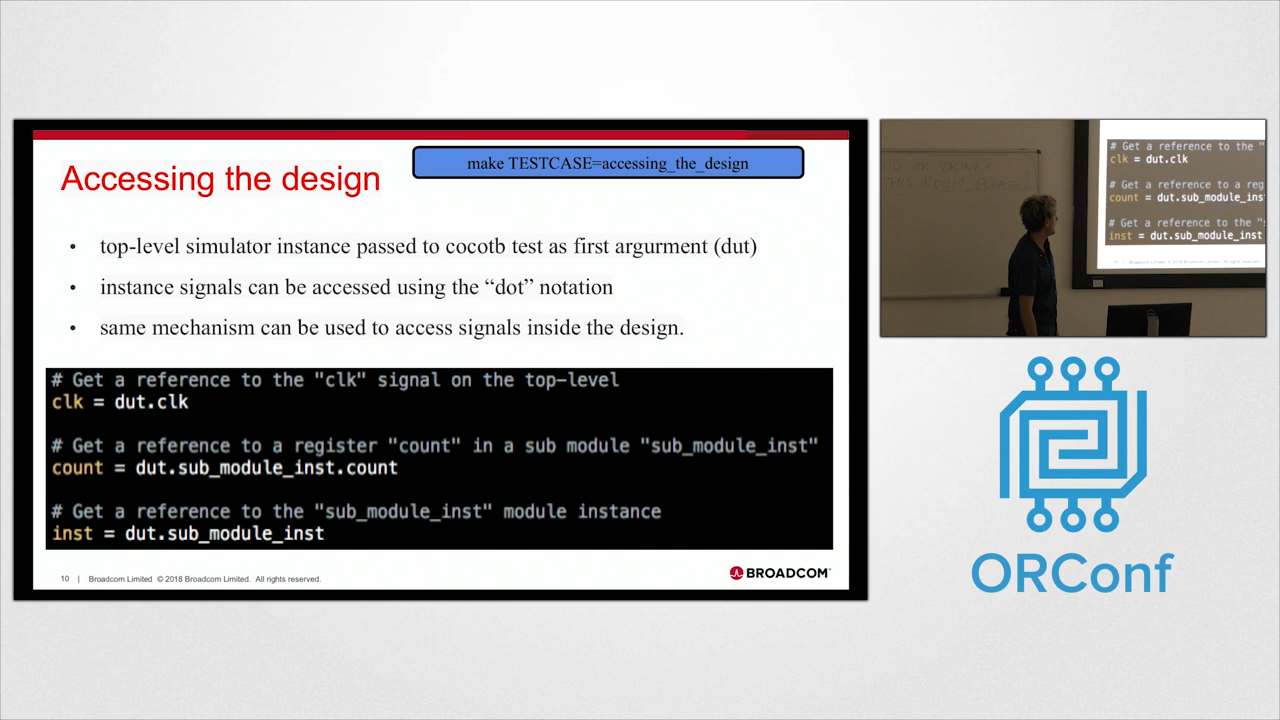 Accessing the design
make TESTCASE=accessing_the_design
• top-level simulator instance passed to cocotb test as first argurment (dut)
• instance signals can be accessed using the “dot” notation
• same mechanism can be used to access signals inside the design.
# Get a reference to the "clk" signal on the top-level
clk = dut.clk
# Get a reference to a register "count" in a sub module "sub_module_inst"
count = dut.sub_module_inst.count
# Get a reference to the "sub_module_inst" module instance
inst = dut.sub_module_inst
10 | Broadcom Limited © 2018 Broadcom Limited. All rights reserved.
BROADCOM
THIS ROOM, PLEASE!
# Get a reference to the "
clk = dut.clk
# Get a reference to a reg
count = dut.sub_module_ins
# Get a reference to the "s
inst = dut.sub_module_inst
ORConf